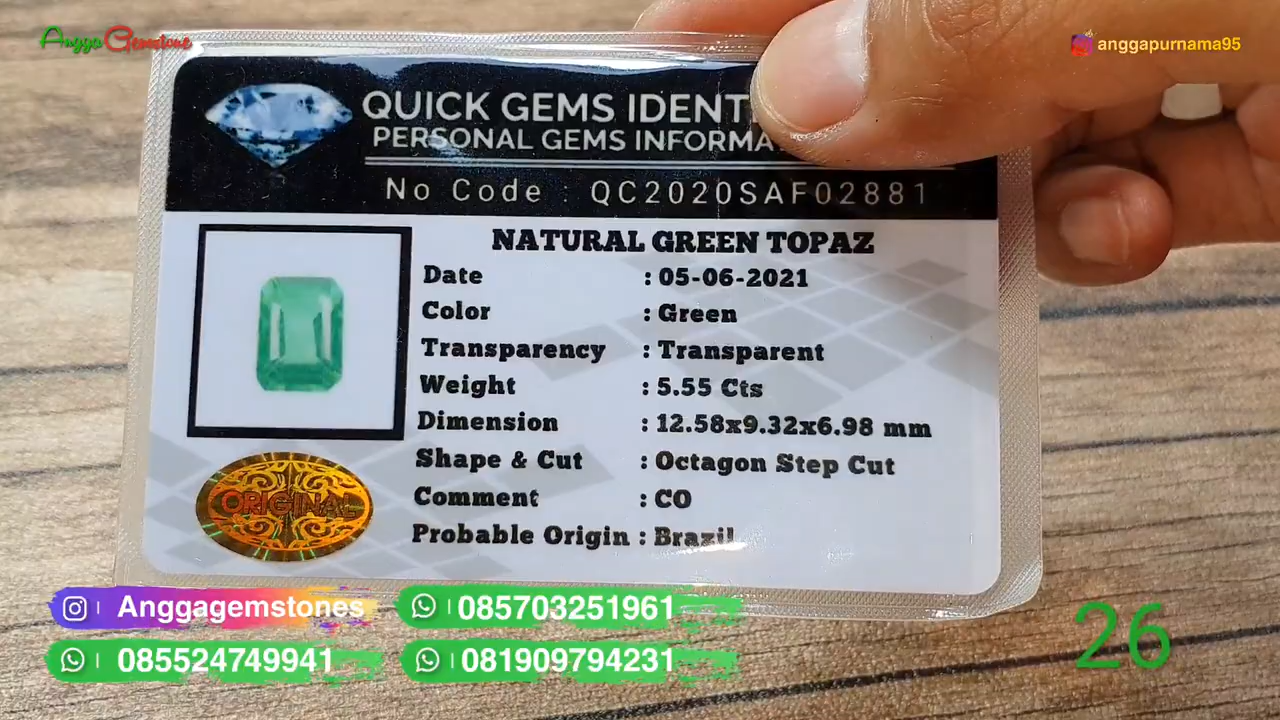 Angga Gemstone
anggapurnama95
QUICK GEMS
PERSONAL GEMS
No Code : QC2020SAF02881
NATURAL GREEN TOPAZ
Date : 05-06-2021
Color : Green
Transparency : Transparent
Weight : 5.55 Cts
Dimension : 12.58x9.32x6.98 mm
Shape & Cut : Octagon Step Cut
Comment : CO
Probable Origin : Brazil
ORIGINAL
Anggagemstones
085703251961
085524749941
081909794231
26